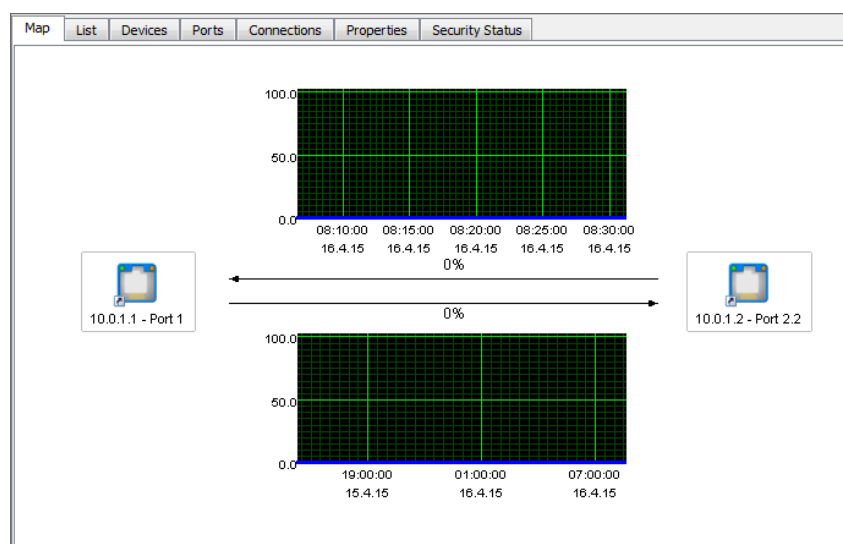 Map List Devices Ports Connections Properties Security Status
100.0
50.0
0.0
08:10:00 08:15:00 08:20:00 08:25:00 08:30:00
16.4.15 16.4.15 16.4.15 16.4.15 16.4.15
0%
10.0.1.1 - Port 1
10.0.1.2 - Port 2.2
0%
100.0
50.0
0.0
19:00:00 01:00:00 07:00:00
15.4.15 16.4.15 16.4.15